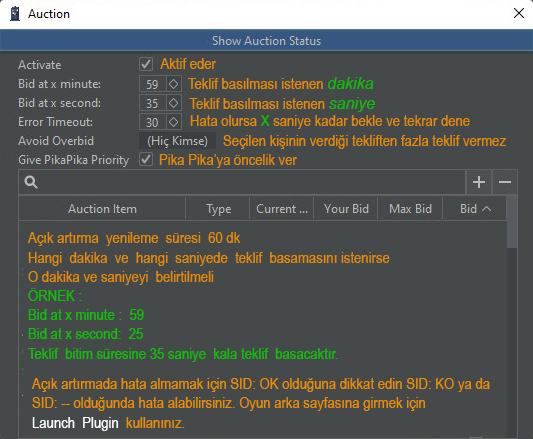 Auction
Show Auction Status
Activate Aktif eder
Bid at x minute: 59 Teklif basılması istenen dakika
Bid at x second: 35 Teklif basılması istenen saniye
Error Timeout: 30 Hata olursa X saniye kadar bekle ve tekrar dene
Avoid Overbid (Hiç Kimse) Seçilen kişinin verdiği tekliften fazla teklif vermez
Give PikaPika Priority Pika Pika'ya öncelik ver
Auction Item Type Current ... Your Bid Max Bid Bid
Açık artırma yenileme süresi 60 dk
Hangi dakika ve hangi saniyede teklif basamasını istenirse
O dakika ve saniyeyi belirtilmeli
ÖRNEK :
Bid at x minute : 59
Bid at x second: 25
Teklif bitim süresine 35 saniye kala teklif basacaktır.
Açık artırmada hata almamak için SID: OK olduğuna dikkat edin SID: KO ya da
SID: -- olduğunda hata alabilirsiniz. Oyun arka sayfasına girmek için
Launch Plugin kullanınız.